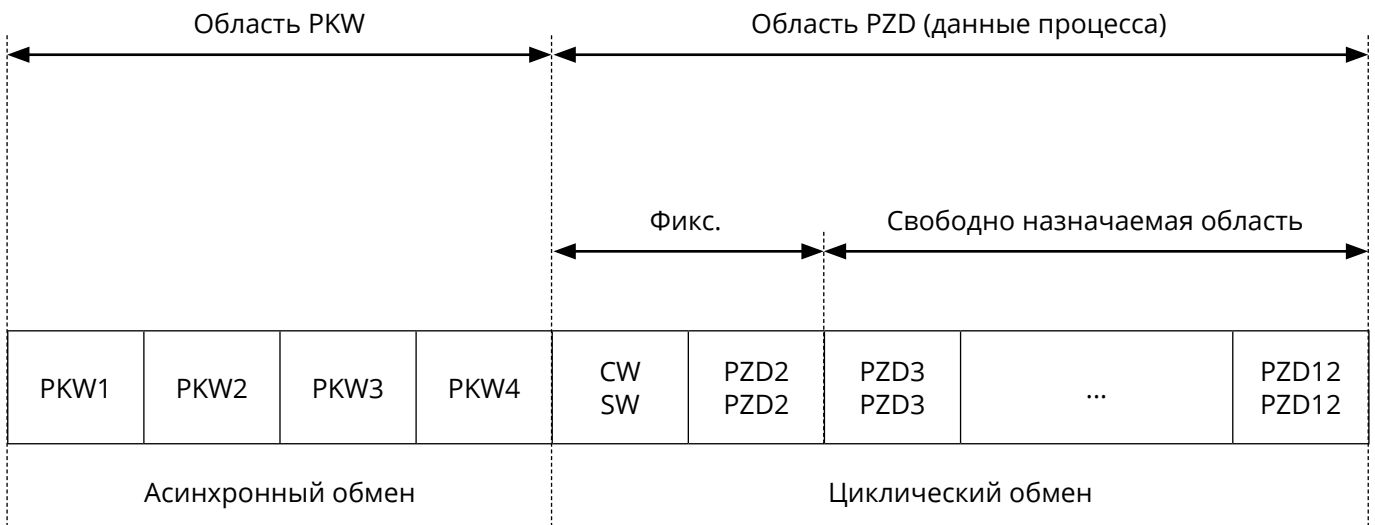 Область PKW
Область PZD (данные процесса)
Фикс.
Свободно назначаемая область
PKW1
PKW2
PKW3
PKW4
CW
SW
PZD2
PZD2
PZD3
PZD3
...
PZD12
PZD12
Асинхронный обмен
Циклический обмен